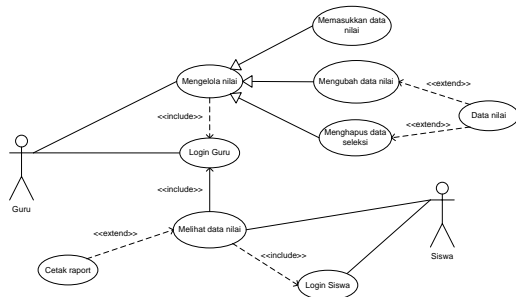 Memasukkan data
nilai
Mengelola nilai
Mengubah data nilai
<<extend>>
<<include>>
Data nilai
Menghapus data
seleksi
<<extend>>
Login Guru
Guru
<<include>>
<<extend>>
Melihat data nilai
Siswa
<<include>>
Cetak raport
Login Siswa